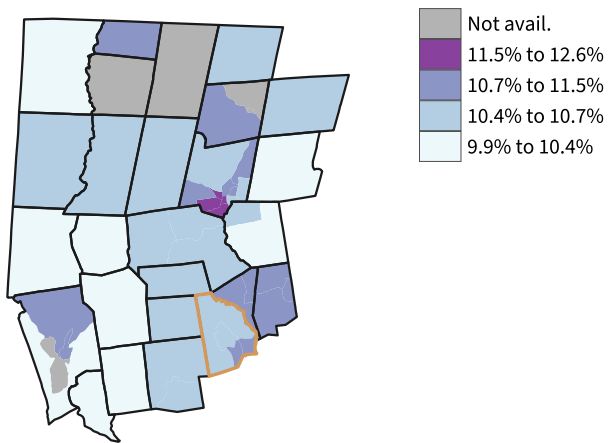 Not avail.
11.5% to 12.6%
10.7% to 11.5%
10.4% to 10.7%
9.9% to 10.4%